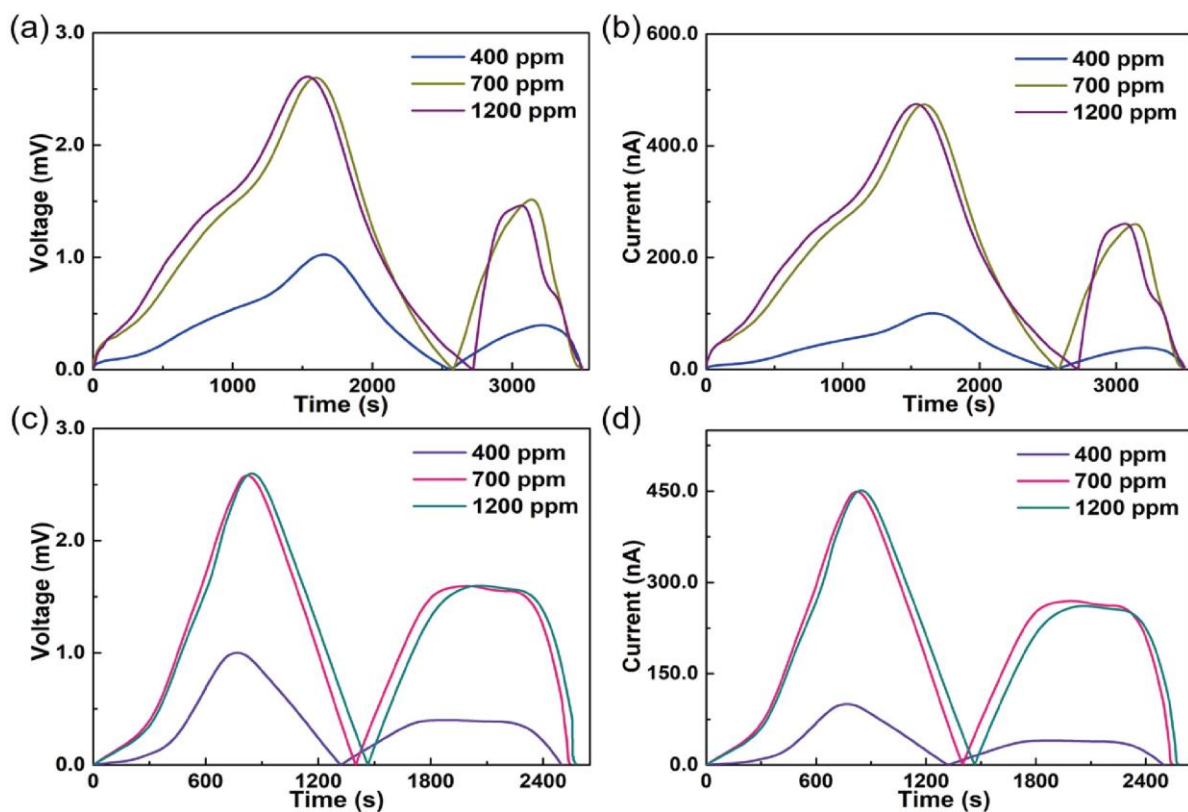 (a)
3.0
2.0
1.0
0.0
Voltage (mV)
400 ppm
700 ppm
1200 ppm
0
1000
2000
3000
Time (s)
(b)
600.0
400.0
200.0
0.0
Current (nA)
400 ppm
700 ppm
1200 ppm
0
1000
2000
3000
Time (s)
(c)
3.0
2.0
1.0
0.0
Voltage (mV)
400 ppm
700 ppm
1200 ppm
0
600
1200
1800
2400
Time (s)
(d)
450.0
300.0
150.0
0.0
Current (nA)
400 ppm
700 ppm
1200 ppm
0
600
1200
1800
2400
Time (s)